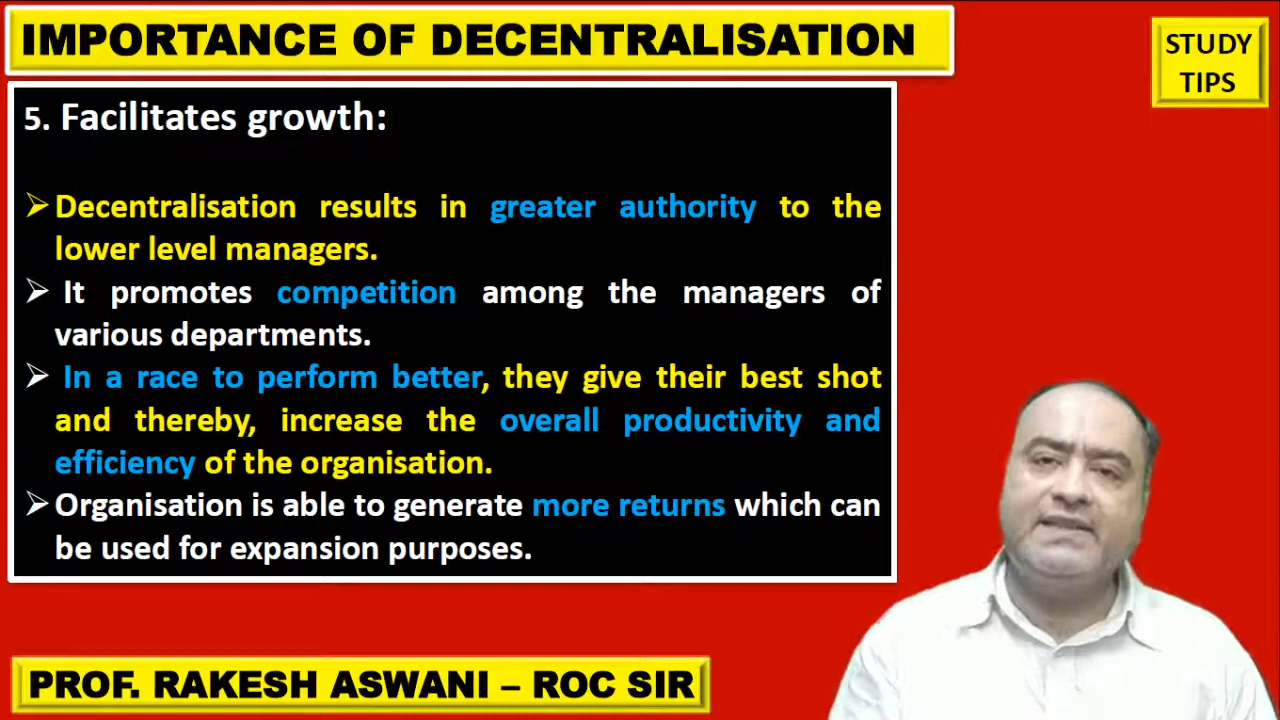 IMPORTANCE OF DECENTRALISATION
STUDY
TIPS
5. Facilitates growth:
➢ Decentralisation results in greater authority to the
lower level managers.
➢ It promotes competition among the managers of
various departments.
➢ In a race to perform better, they give their best shot
and thereby, increase the overall productivity and
efficiency of the organisation.
➢ Organisation is able to generate more returns which can
be used for expansion purposes.
PROF. RAKESH ASWANI – ROC SIR